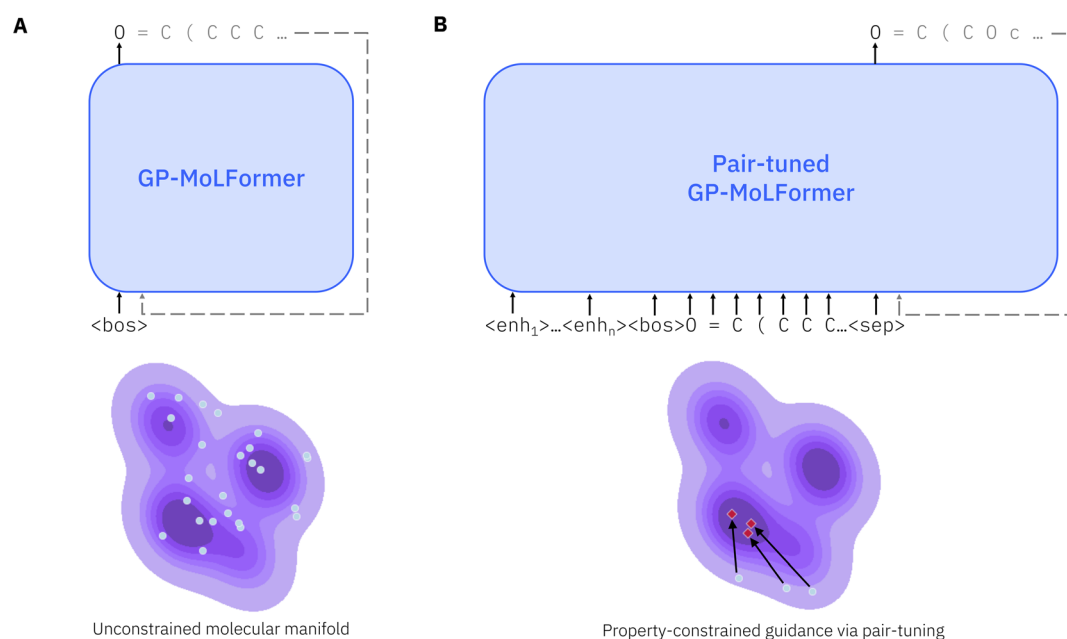 A
O = C ( C C C …
GP-MoLFormer
<bos>
Unconstrained molecular manifold
B
O = C ( C O c …
Pair-tuned
GP-MoLFormer
<enh₁>…<enhₙ><bos>O = C ( C C C…<sep>
Property-constrained guidance via pair-tuning